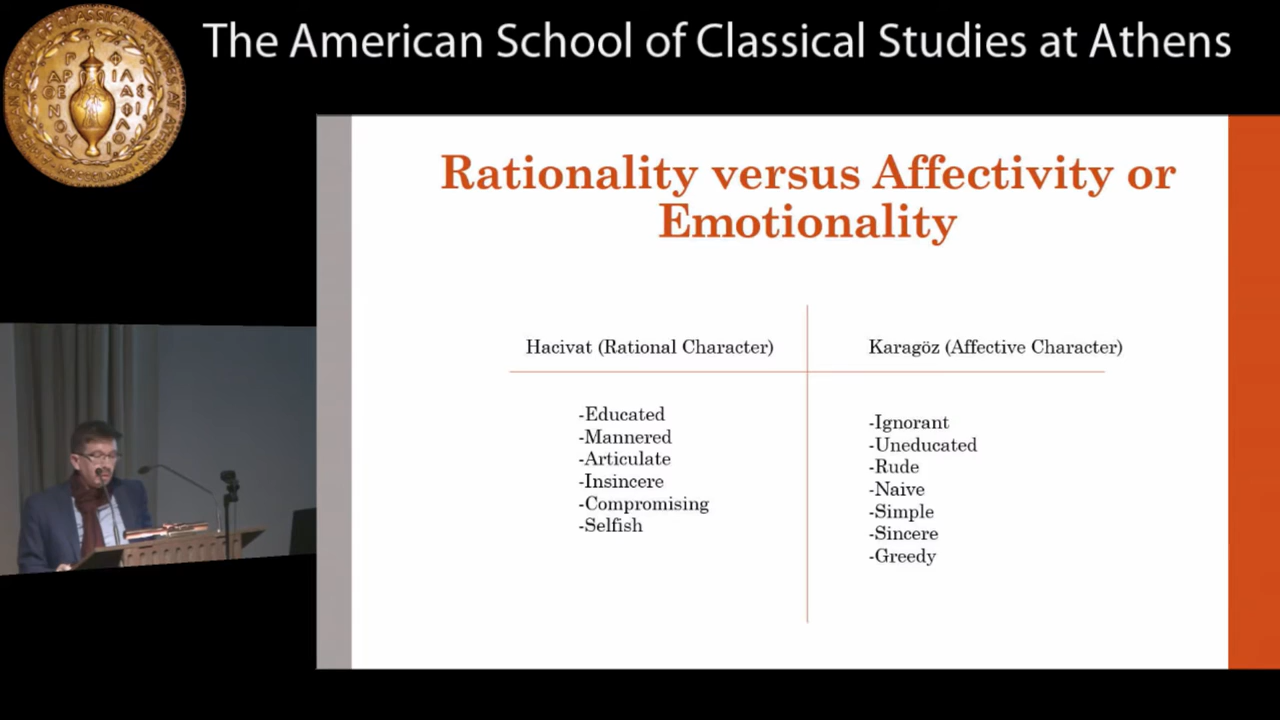 The American School of Classical Studies at Athens
Rationality versus Affectivity or
Emotionality
Hacivat (Rational Character)
-Educated
-Mannered
-Articulate
-Insincere
-Compromising
-Selfish
Karagöz (Affective Character)
-Ignorant
-Uneducated
-Rude
-Naive
-Simple
-Sincere
-Greedy